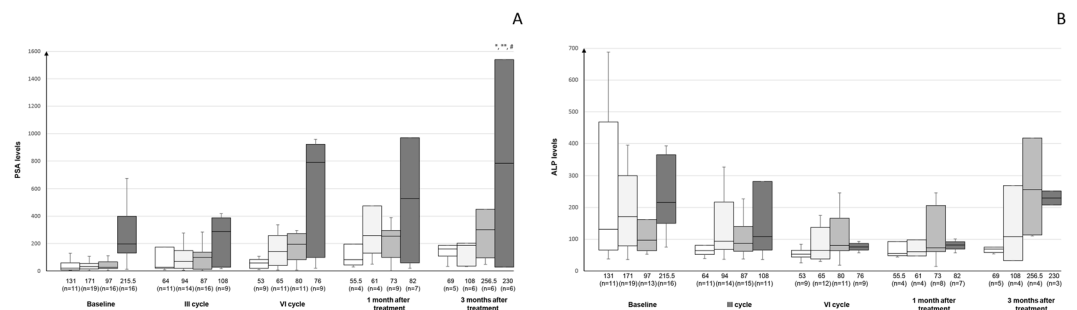 A
PSA levels
1600
1400
1200
1000
800
600
400
200
0
*, **, #
131 171 97 215.5 64 94 87 108 53 65 80 76 55.5 61 73 82 69 108 256.5 230
(n=11) (n=19) (n=16) (n=16) (n=11) (n=14) (n=16) (n=9) (n=9) (n=11) (n=11) (n=9) (n=4) (n=4) (n=9) (n=7) (n=5) (n=6) (n=6) (n=6)
Baseline III cycle VI cycle 1 month after 3 months after
treatment treatment
B
ALP levels
700
600
500
400
300
200
100
0
131 171 97 215.5 64 94 87 108 53 65 80 76 55.5 61 73 82 69 108 256.5 230
(n=11) (n=19) (n=13) (n=16) (n=11) (n=14) (n=15) (n=11) (n=9) (n=12) (n=11) (n=9) (n=4) (n=4) (n=8) (n=7) (n=5) (n=4) (n=4) (n=3)
Baseline III cycle VI cycle 1 month after 3 months after
treatment treatment